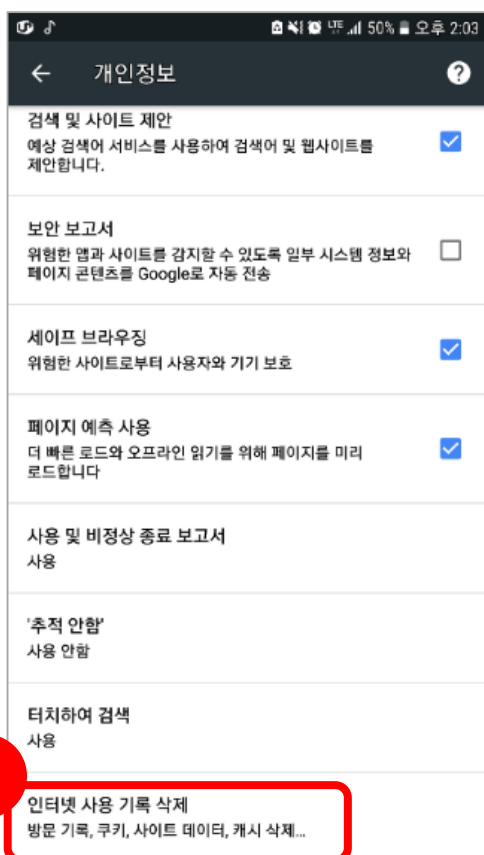 LTE 50% 오후 2:03
개인정보
검색 및 사이트 제안
예상 검색어 서비스를 사용하여 검색어 및 웹사이트를
제안합니다.
보안 보고서
위험한 앱과 사이트를 감지할 수 있도록 일부 시스템 정보와
페이지 콘텐츠를 Google로 자동 전송
세이프 브라우징
위험한 사이트로부터 사용자와 기기 보호
페이지 예측 사용
더 빠른 로드와 오프라인 읽기를 위해 페이지를 미리
로드합니다
사용 및 비정상 종료 보고서
사용
'추적 안함'
사용 안함
터치하여 검색
사용
인터넷 사용 기록 삭제
방문 기록, 쿠키, 사이트 데이터, 캐시 삭제...